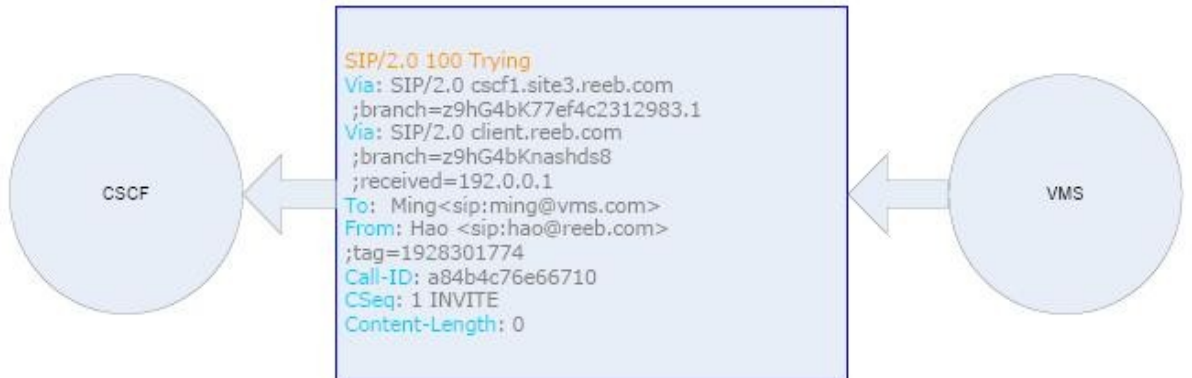 CSCF
SIP/2.0 100 Trying
Via: SIP/2.0 cscf1.site3.reeb.com
;branch=z9hG4bK77ef4c2312983.1
Via: SIP/2.0 client.reeb.com
;branch=z9hG4bKnashds8
;received=192.0.0.1
To: Ming<sip:ming@vms.com>
From: Hao <sip:hao@reeb.com>
;tag=1928301774
Call-ID: a84b4c76e66710
CSeq: 1 INVITE
Content-Length: 0
VMS